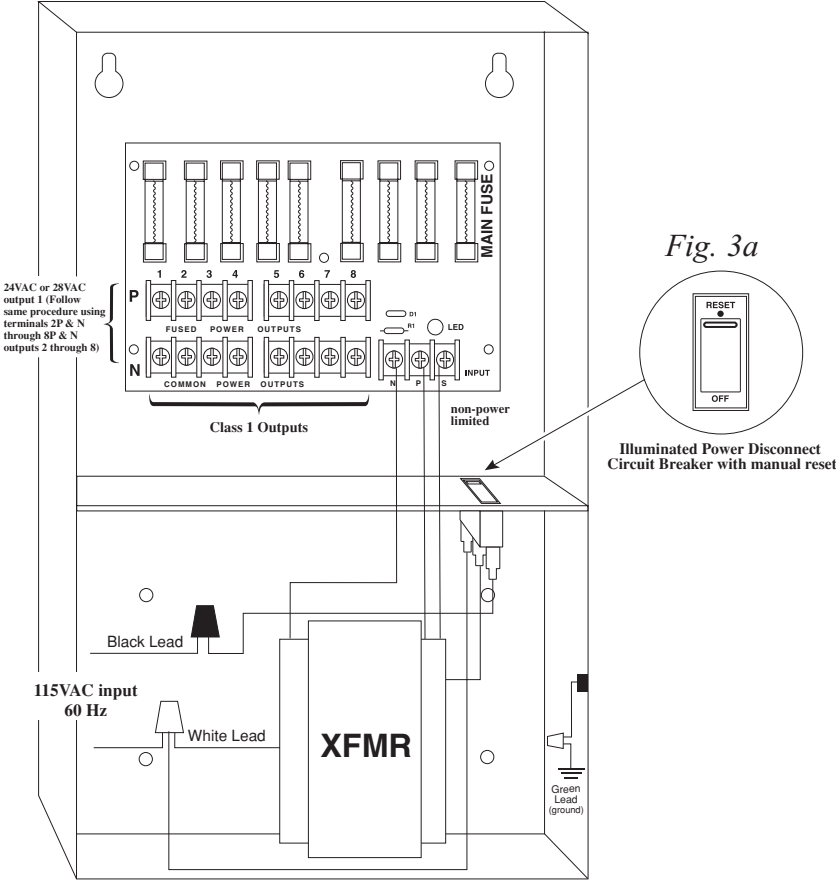 MAIN FUSE
Fig. 3a
1 2 3 4 5 6 7 8
24VAC or 28VAC
output 1 (Follow
same procedure using
terminals 2P & N
through 8P & N
outputs 2 through 8)
P
FUSED POWER OUTPUTS
D1
R1
LED
N
COMMON POWER OUTPUTS
N P S
INPUT
Class 1 Outputs
non-power
limited
RESET
OFF
Illuminated Power Disconnect
Circuit Breaker with manual reset
Black Lead
115VAC input
60 Hz
White Lead
XFMR
Green
Lead
(ground)